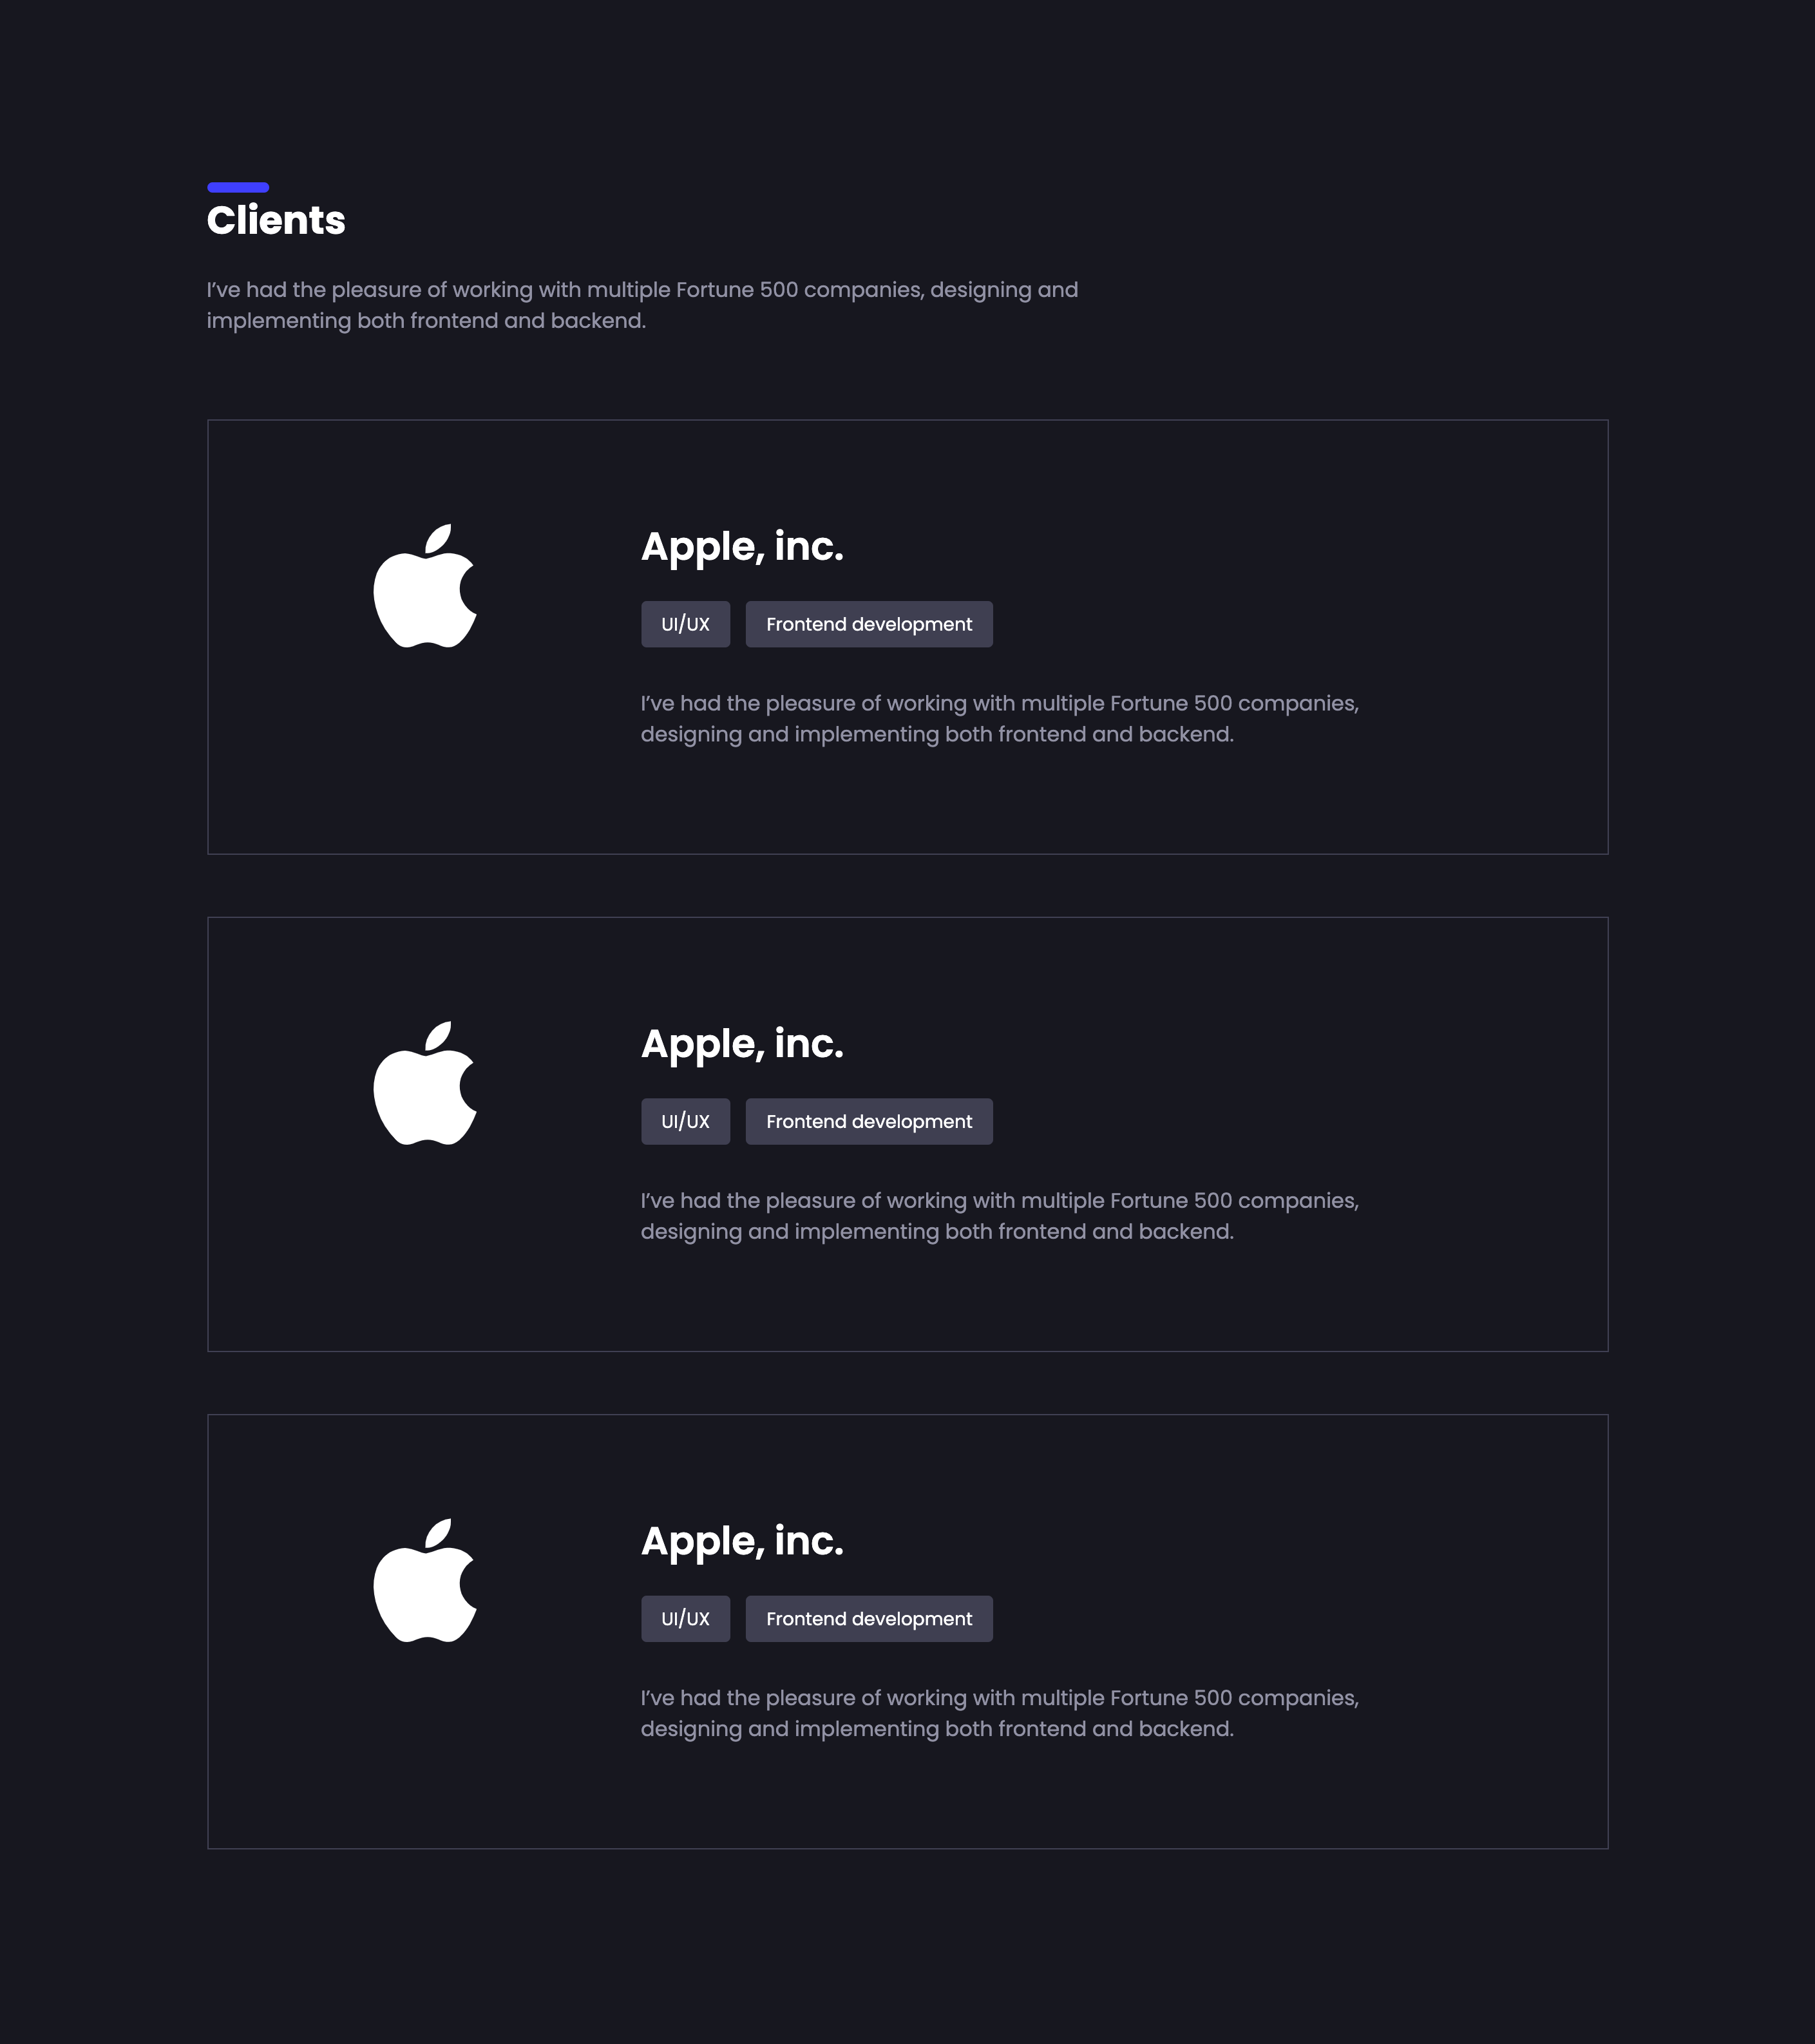 Clients
I’ve had the pleasure of working with multiple Fortune 500 companies, designing and
implementing both frontend and backend.
Apple, inc.
UI/UX
Frontend development
I’ve had the pleasure of working with multiple Fortune 500 companies,
designing and implementing both frontend and backend.
Apple, inc.
UI/UX
Frontend development
I’ve had the pleasure of working with multiple Fortune 500 companies,
designing and implementing both frontend and backend.
Apple, inc.
UI/UX
Frontend development
I’ve had the pleasure of working with multiple Fortune 500 companies,
designing and implementing both frontend and backend.